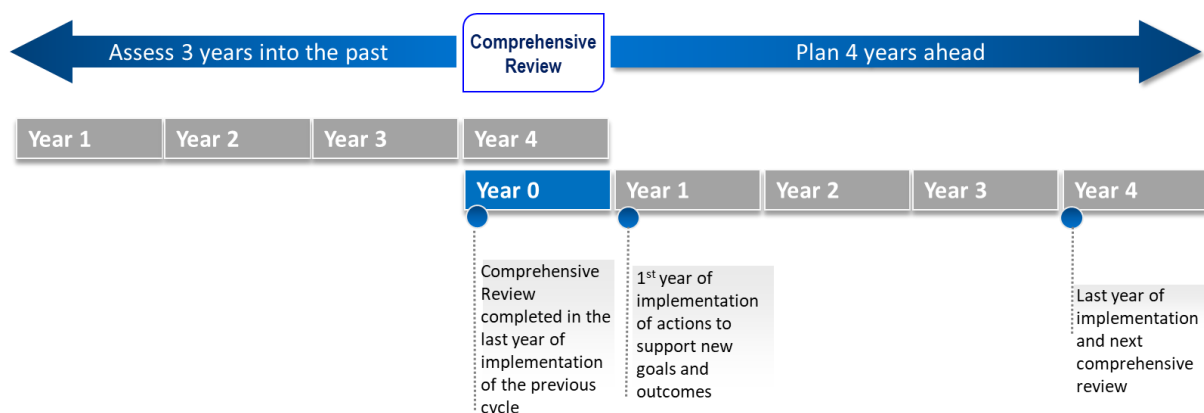 Assess 3 years into the past
Comprehensive
Review
Plan 4 years ahead
Year 1
Year 2
Year 3
Year 4
Year 0
Year 1
Year 2
Year 3
Year 4
Comprehensive
Review
completed in the
last year of
implementation
of the previous
cycle
1st year of
implementation
of actions to
support new
goals and
outcomes
Last year of
implementation
and next
comprehensive
review